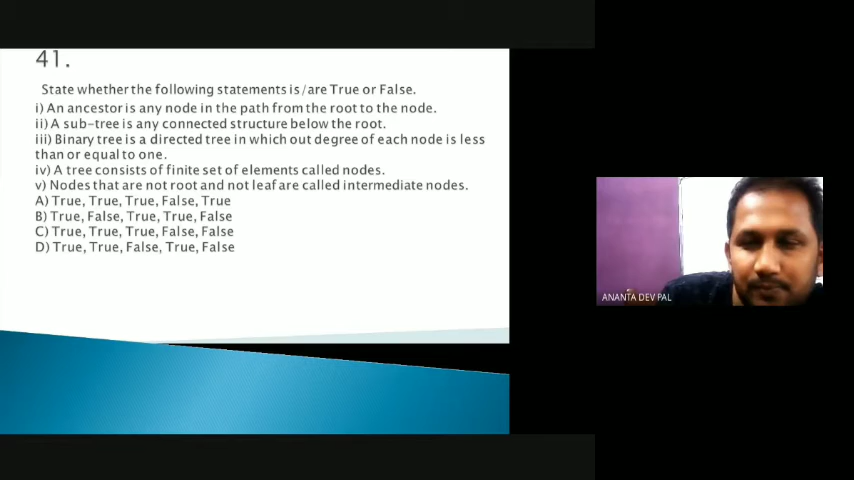 41.
State whether the following statements is/are True or False.
i) An ancestor is any node in the path from the root to the node.
ii) A sub-tree is any connected structure below the root.
iii) Binary tree is a directed tree in which out degree of each node is less
than or equal to one.
iv) A tree consists of finite set of elements called nodes.
v) Nodes that are not root and not leaf are called intermediate nodes.
A) True, True, True, False, True
B) True, False, True, True, False
C) True, True, True, False, False
D) True, True, False, True, False
ANANTA DEV PAL